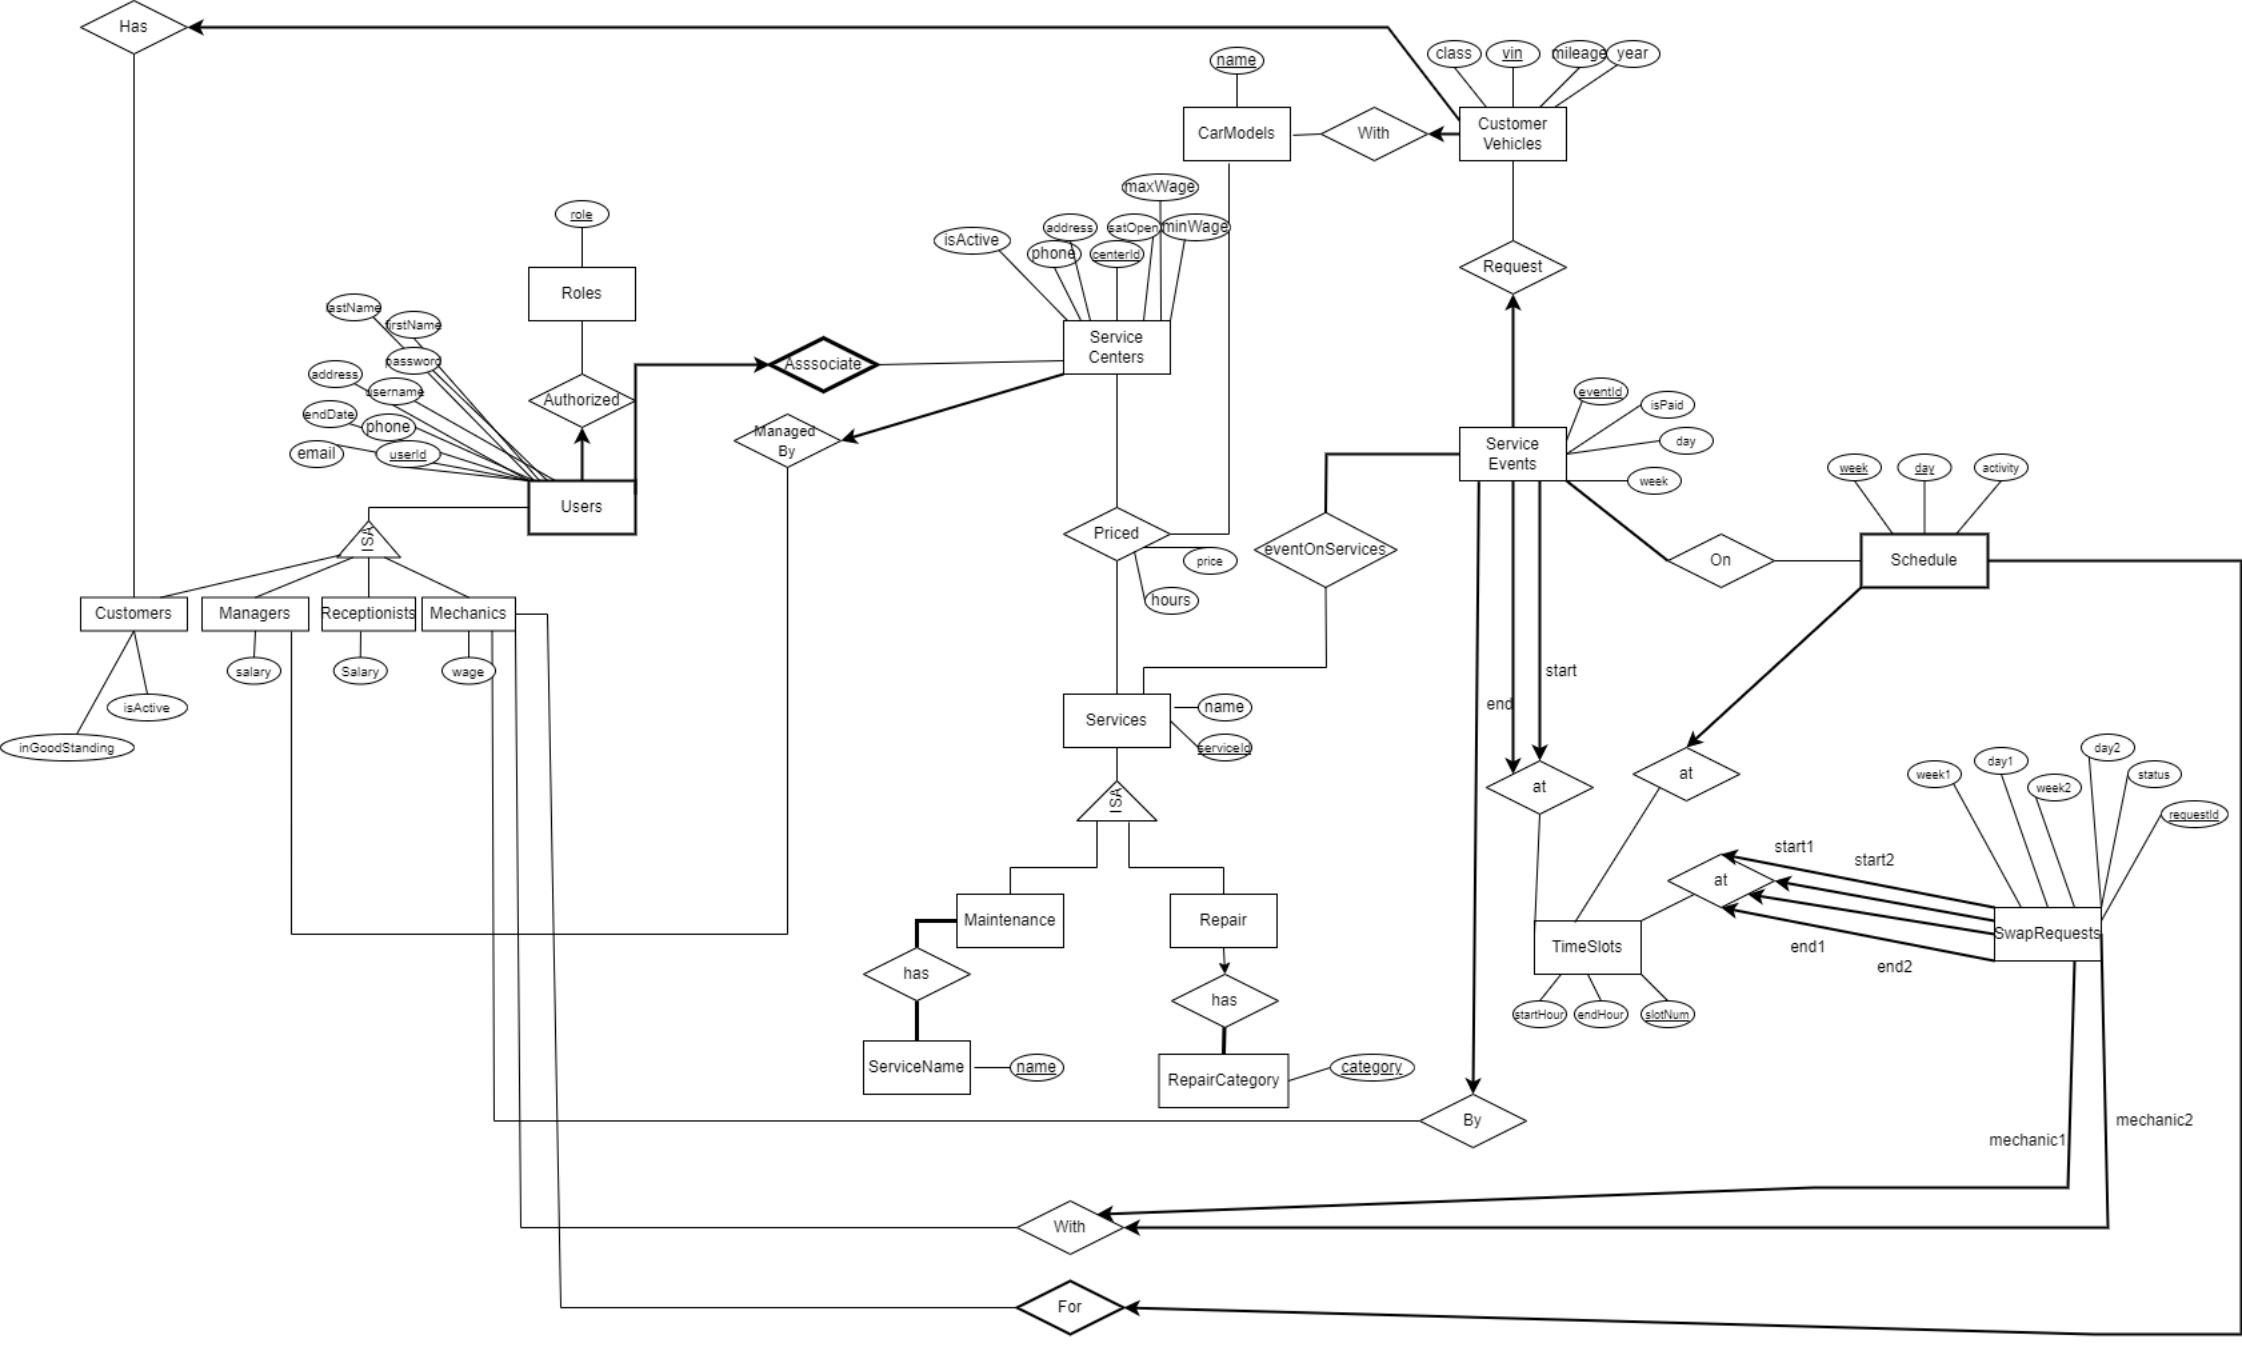 Has
name
class
vin
mileage
year
CarModels
With
Customer
Vehicles
maxWage
role
isActive
address
satOpen
minWage
phone
centerId
Request
Roles
lastName
firstName
Service
Centers
password
Asssociate
address
username
Authorized
eventId
isPaid
endDate
phone
Managed
By
Service
Events
day
email
userId
week
week
day
activity
Users
Priced
eventOnServices
On
Schedule
ISA
price
hours
Customers
Managers
Receptionists
Mechanics
salary
Salary
wage
start
end
isActive
name
Services
inGoodStanding
serviceId
at
at
week1
day1
week2
day2
status
requestId
ISA
start1
start2
at
Maintenance
Repair
TimeSlots
SwapRequests
end1
end2
has
has
startHour
endHour
slotNum
ServiceName
name
RepairCategory
category
By
mechanic1
mechanic2
With
For